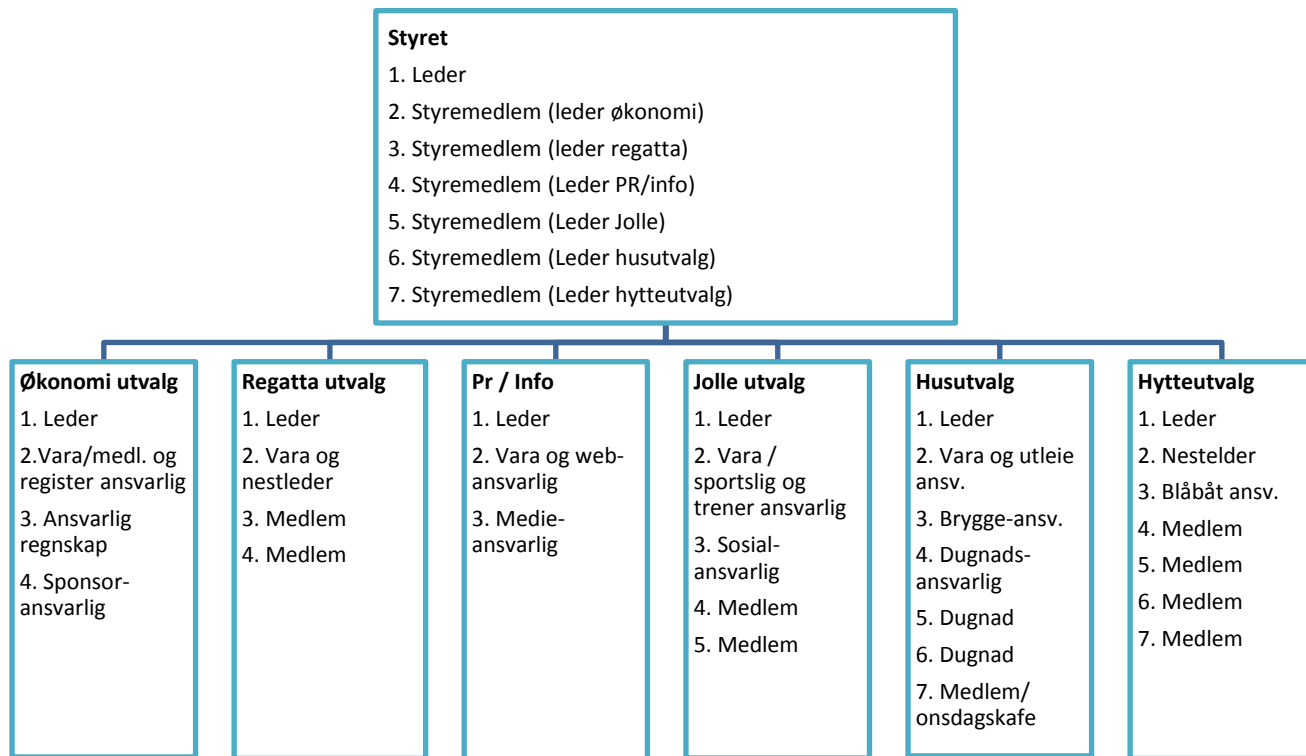 Styret
1. Leder
2. Styremedlem (leder økonomi)
3. Styremedlem (leder regatta)
4. Styremedlem (Leder PR/info)
5. Styremedlem (Leder Jolle)
6. Styremedlem (Leder husutvalg)
7. Styremedlem (Leder hytteutvalg)
Økonomi utvalg
1. Leder
2.Vara/medl. og
register ansvarlig
3. Ansvarlig
regnskap
4. Sponsor-
ansvarlig
Regatta utvalg
1. Leder
2. Vara og
nestleder
3. Medlem
4. Medlem
Pr / Info
1. Leder
2. Vara og web-
ansvarlig
3. Medie-
ansvarlig
Jolle utvalg
1. Leder
2. Vara /
sportslig og
trener ansvarlig
3. Sosial-
ansvarlig
4. Medlem
5. Medlem
Husutvalg
1. Leder
2. Vara og utleie
ansv.
3. Brygge-ansv.
4. Dugnads-
ansvarlig
5. Dugnad
6. Dugnad
7. Medlem/
onsdagskafe
Hytteutvalg
1. Leder
2. Nestelder
3. Blåbåt ansv.
4. Medlem
5. Medlem
6. Medlem
7. Medlem